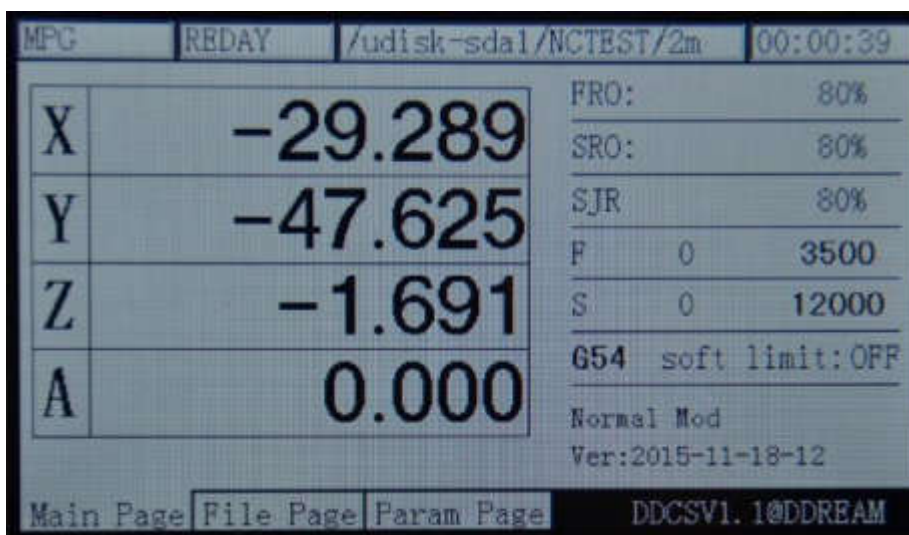 MPG REDAY /udisk-sda1/NCTEST/2m 00:00:39
X -29.289
Y -47.625
Z -1.691
A 0.000
FRO: 80%
SRO: 80%
SJR 80%
F 0 3500
S 0 12000
G54 soft limit:OFF
Normal Mod
Ver:2015-11-18-12
Main Page File Page Param Page DDCSV1.1@DDREAM